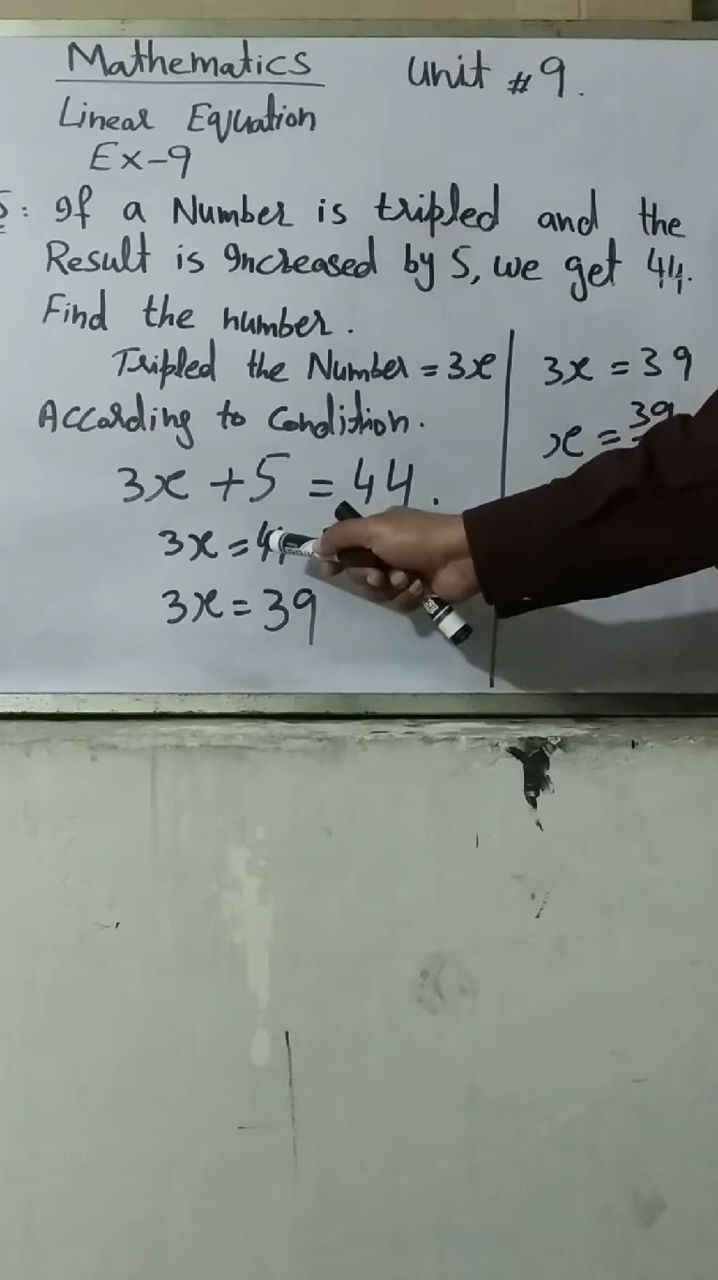 Mathematics Unit #9.
Linear Equation
Ex-9
5: If a Number is tripled and the
Result is Increased by 5, we get 44.
Find the number.
Tripled the Number = 3x
According to Condition.
3x + 5 = 44.
3x = 4
3x = 39
3x = 39
x = 39